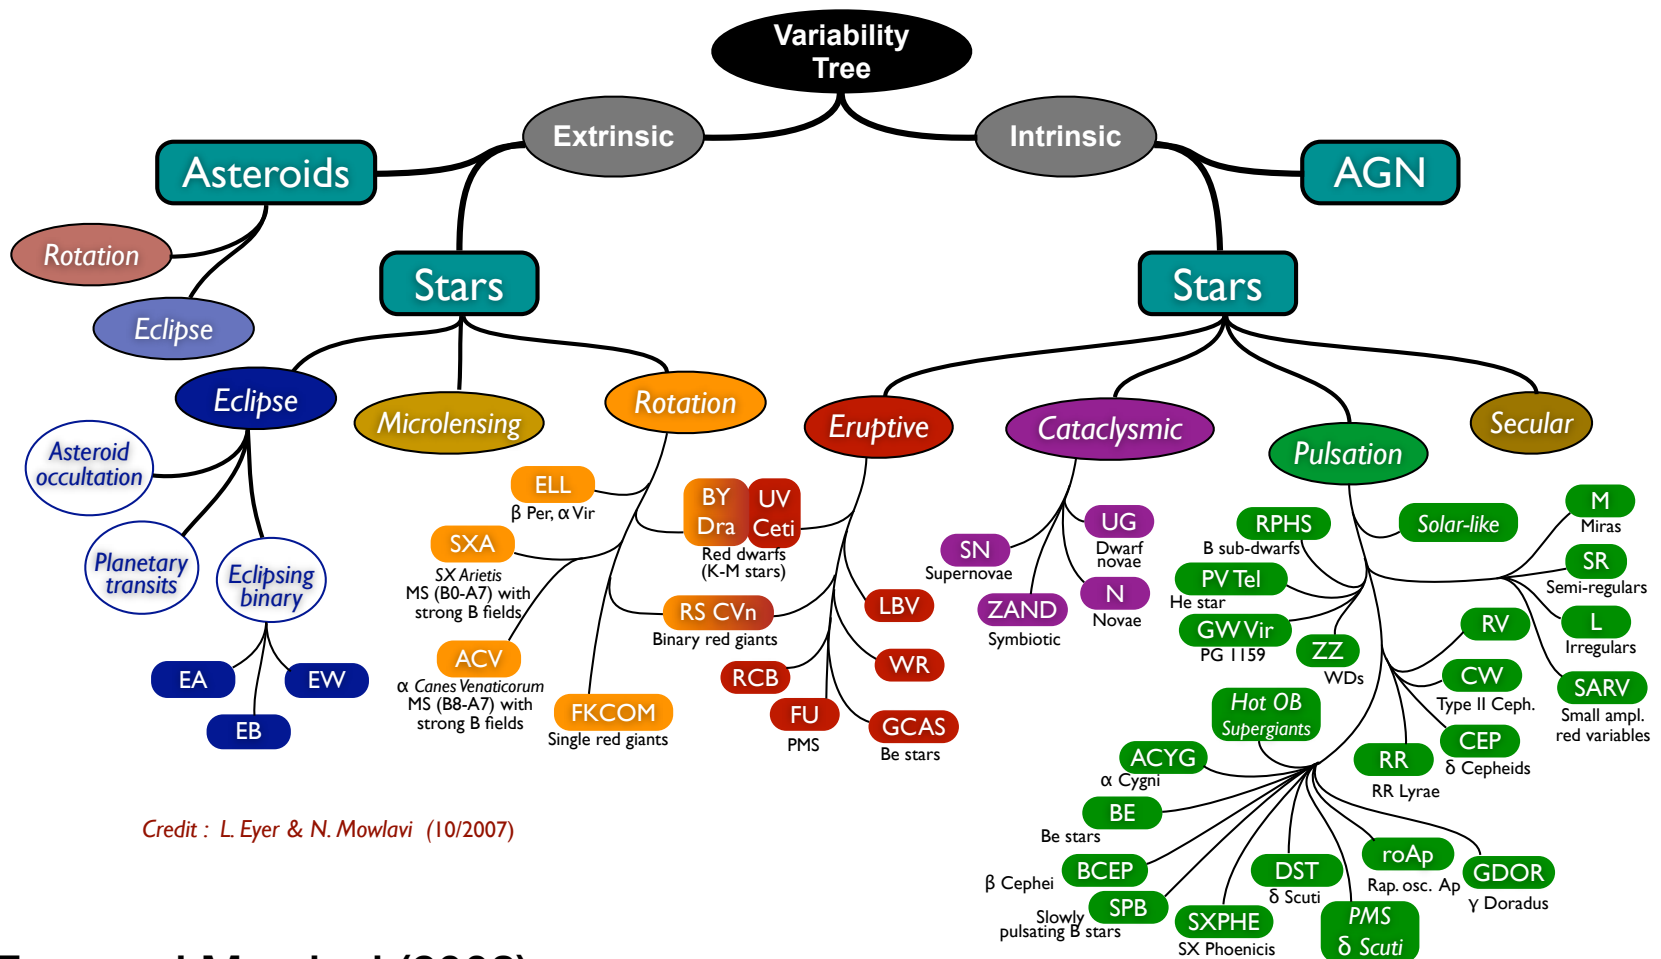 Variability
Tree
Extrinsic
Intrinsic
Asteroids
AGN
Rotation
Eclipse
Stars
Stars
Eclipse
Microlensing
Rotation
Eruptive
Cataclysmic
Pulsation
Secular
Asteroid
occultation
Planetary
transits
Eclipsing
binary
EA
EB
EW
ELL
β Per, α Vir
SXA
SX Arietis
MS (B0-A7) with
strong B fields
ACV
α Canes Venaticorum
MS (B8-A7) with
strong B fields
FKCOM
Single red giants
BY
Dra
UV
Ceti
Red dwarfs
(K-M stars)
RS CVn
Binary red giants
LBV
WR
RCB
FU
PMS
GCAS
Be stars
SN
Supernovae
UG
Dwarf
novae
ZAND
Symbiotic
N
Novae
RPHS
B sub-dwarfs
Solar-like
PV Tel
He star
GW Vir
PG 1159
ZZ
WDs
M
Miras
SR
Semi-regulars
L
Irregulars
SARV
Small ampl.
red variables
RV
CW
Type II Ceph.
CEP
δ Cepheids
RR
RR Lyrae
Hot OB
Supergiants
ACYG
α Cygni
BE
Be stars
BCEP
β Cephei
SPB
Slowly
pulsating B stars
SXPHE
SX Phoenicis
DST
δ Scuti
PMS
δ Scuti
roAp
Rap. osc. Ap
GDOR
γ Doradus
Credit : L. Eyer & N. Mowlavi (10/2007)